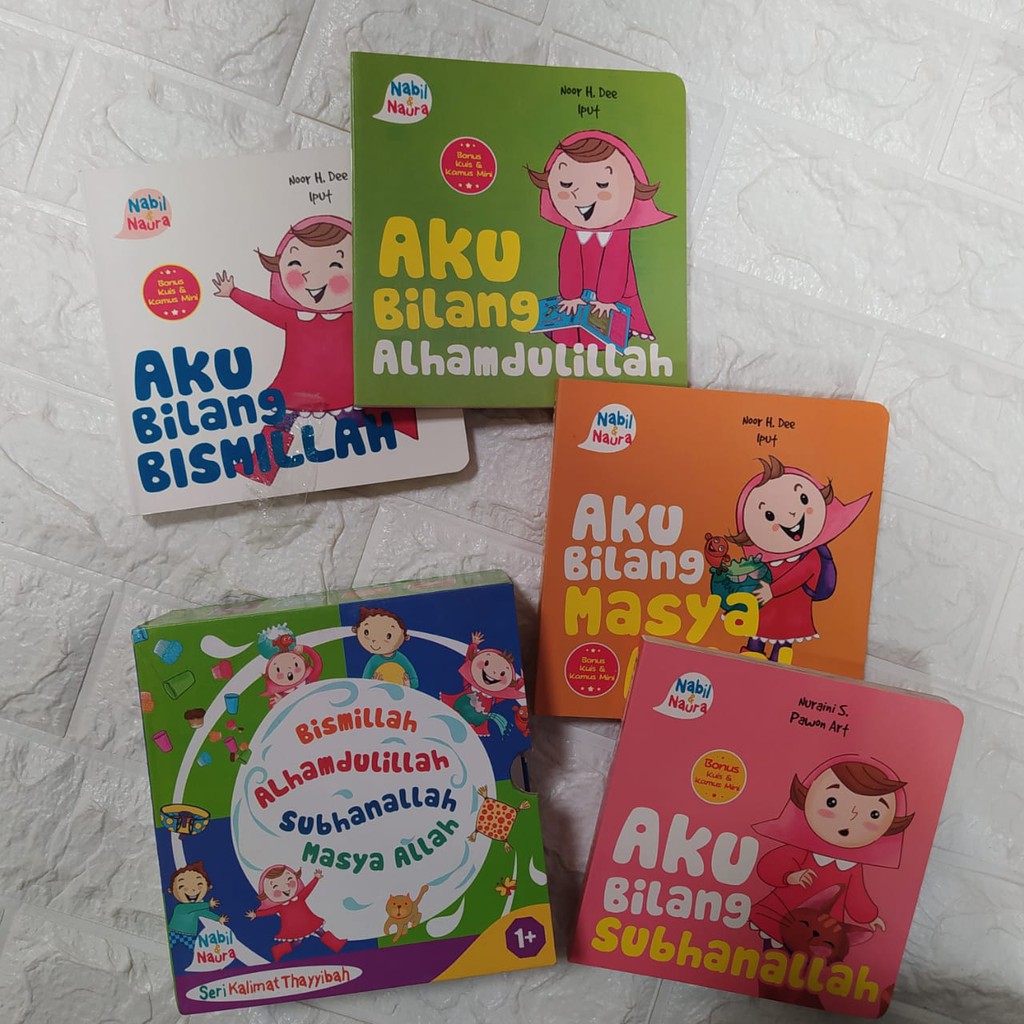 Nabil
&
Naura
Noor H. Dee
Iput
Bonus
Kuis &
Kamus Mini
AKU
Bilang
Alhamdulillah
Nabil
&
Naura
Noor H. Dee
Iput
Bonus
Kuis &
Kamus Mini
AKU
Bilang
BISMILLAH
Nabil
&
Naura
Noor H. Dee
Iput
AKU
Bilang
Masya
Bonus
Kuis &
Kamus Mini
Nabil
&
Naura
Nuraini S.
Pawon Art
Bonus
Kuis &
Kamus Mini
AKU
Bilang
Subhanallah
Bismillah
Alhamdulillah
Subhanallah
Masya Allah
Nabil
&
Naura
1+
Seri Kalimat Thayyibah